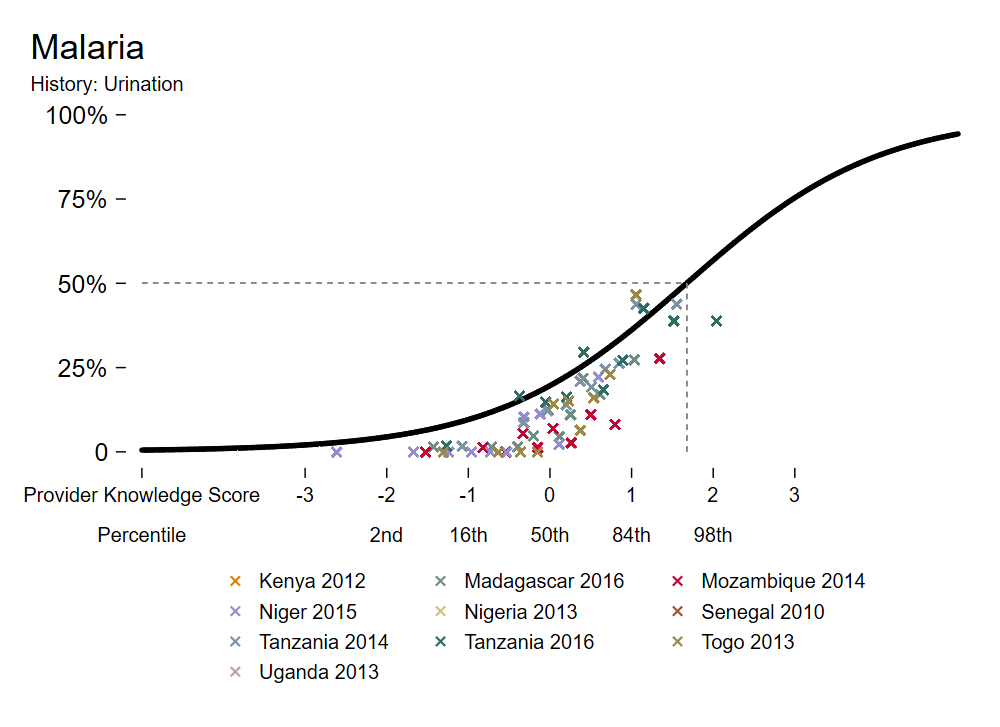 Malaria
History: Urination
100%
75%
50%
25%
0
Provider Knowledge Score -3 -2 -1 0 1 2 3
Percentile 2nd 16th 50th 84th 98th
Kenya 2012 Madagascar 2016 Mozambique 2014
Niger 2015 Nigeria 2013 Senegal 2010
Tanzania 2014 Tanzania 2016 Togo 2013
Uganda 2013